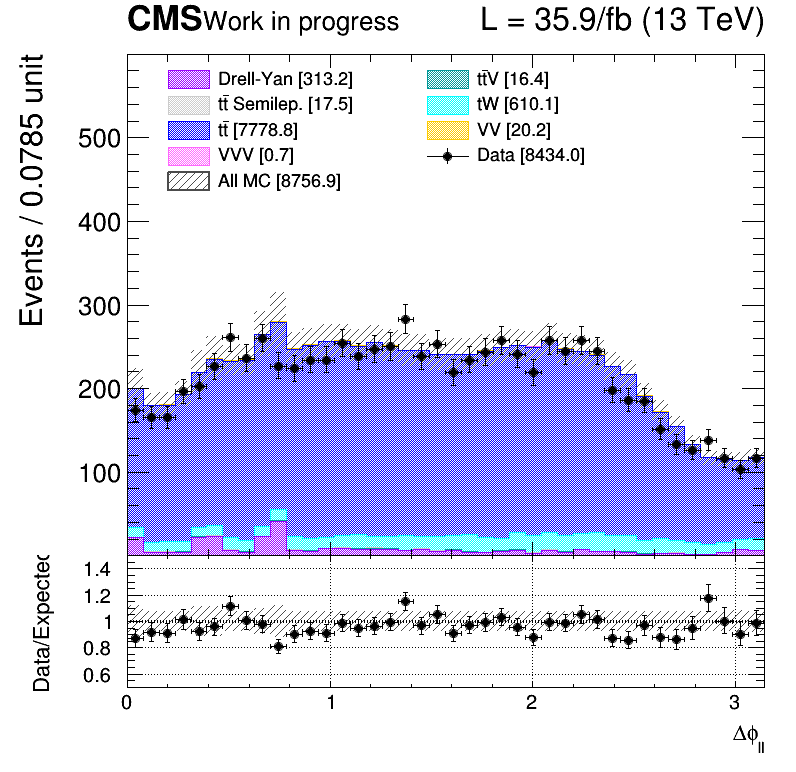 CMS Work in progress L = 35.9/fb (13 TeV)
Events / 0.0785 unit
Drell-Yan [313.2]
tt̄ Semilep. [17.5]
tt̄ [7778.8]
VVV [0.7]
All MC [8756.9]
tt̄V [16.4]
tW [610.1]
VV [20.2]
Data [8434.0]
500
400
300
200
100
Data/Expected
1.4
1.2
1
0.8
0.6
0 1 2 3
Δϕll